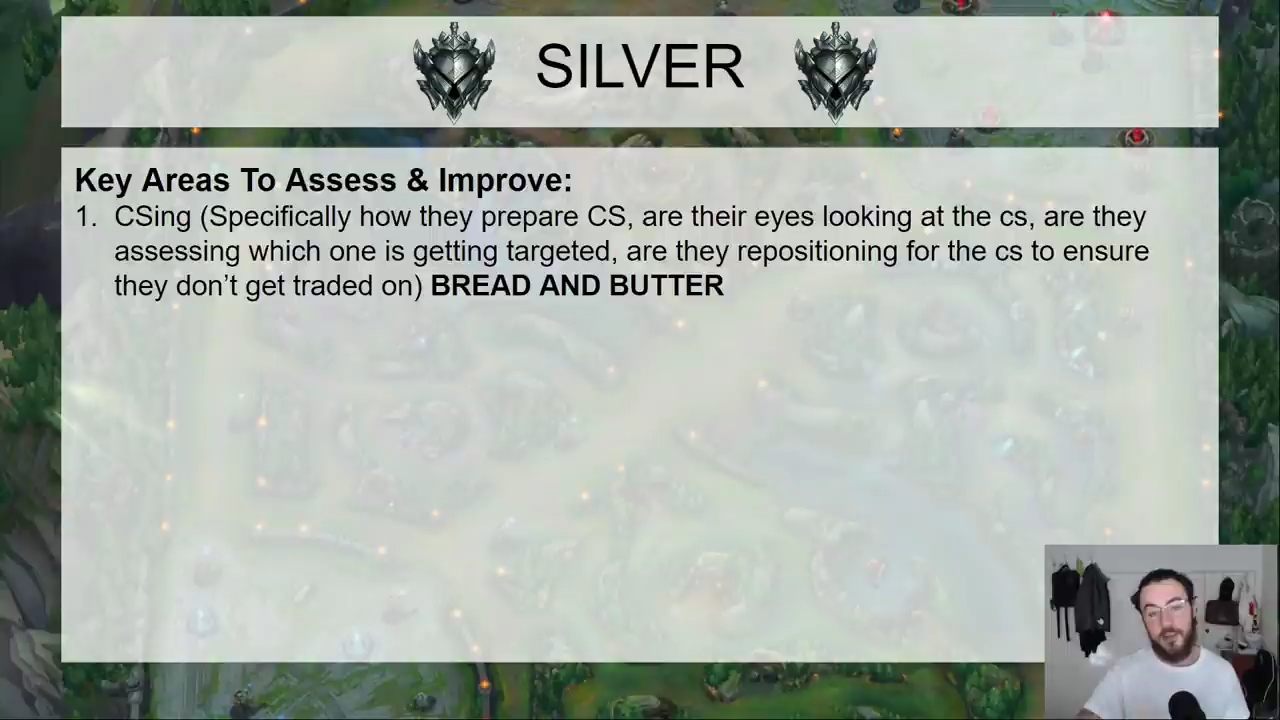 SILVER
Key Areas To Assess & Improve:
1. CSing (Specifically how they prepare CS, are their eyes looking at the cs, are they
assessing which one is getting targeted, are they repositioning for the cs to ensure
they don’t get traded on) BREAD AND BUTTER